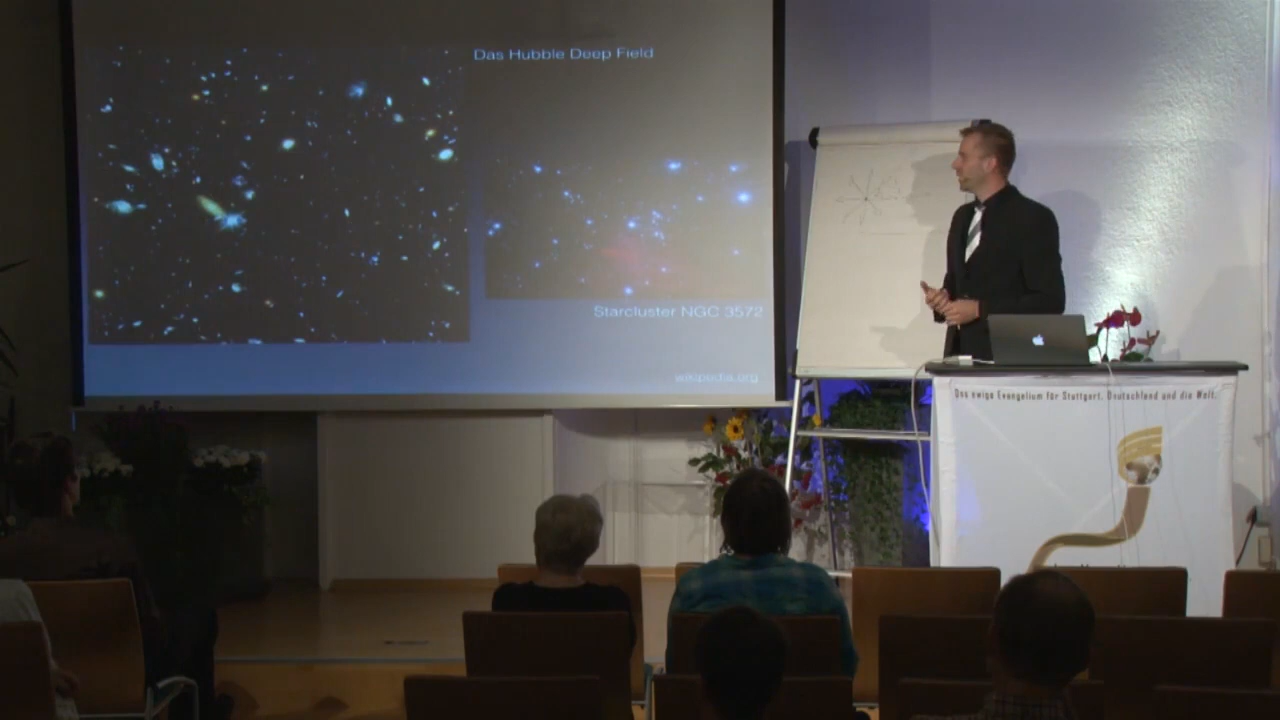 Das Hubble Deep Field
Starcluster NGC 3572
wikipedia.org
Das ewige Evangelium für Stuttgart, Deutschland und die Welt.